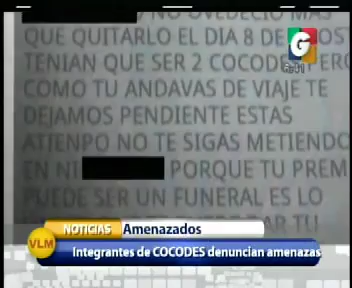 NO OVEDECIO MAS
QUE QUITARLO EL DIA 8 DE
TENIAN QUE SER 2 COCODE
COMO TU ANDAVAS DE VIAJE TE
DEJAMOS PENDIENTE ESTAS
ATIENPO NO TE SIGAS METIENDO
EN PORQUE TU PREM
PUEDE SER UN FUNERAL ES LO
TU
G
NOTICIAS Amenazados
VLM
Integrantes de COCODES denuncian amenazas